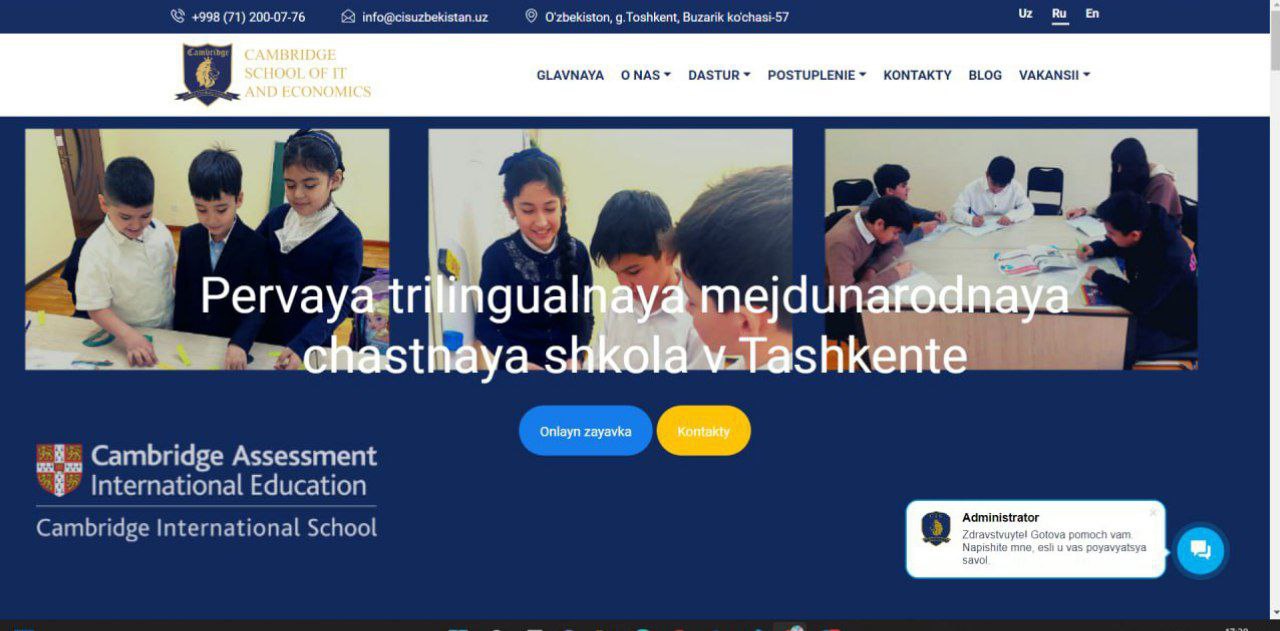 +998 (71) 200-07-76 info@cisuzbekistan.uz O'zbekiston, g.Toshkent, Buzarik ko'chasi-57 Uz Ru En
Cambridge
CAMBRIDGE
SCHOOL OF IT
AND ECONOMICS
GLAVNAYA O NAS DASTUR POSTUPLENIE KONTAKTY BLOG VAKANSII
Pervaya trilingualnaya mejdunarodnaya
chastnaya shkola v Tashkente
Onlayn zayavka Kontakty
Cambridge Assessment
International Education
Cambridge International School
Administrator
Zdravstvuyte! Gotova pomoch vam.
Napishite mne, esli u vas poyavyatsya
savol.